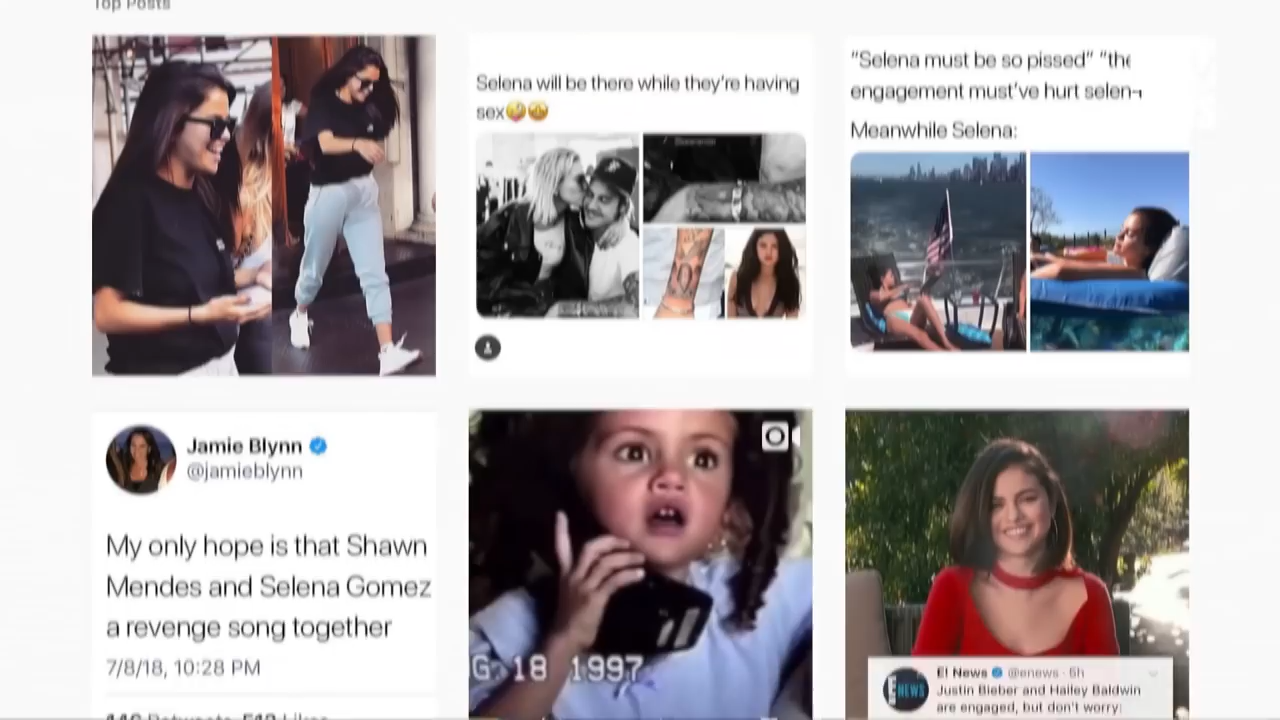 Top Posts
Selena will be there while they're having
sex🤪🤩
"Selena must be so pissed" "the
engagement must've hurt selen
Meanwhile Selena:
Jamie Blynn
@jamieblynn
My only hope is that Shawn
Mendes and Selena Gomez
a revenge song together
7/8/18, 10:28 PM
Retweets, Likes
G. 18 1997
E! NEWS
E! News @enews · 5h
Justin Bieber and Hailey Baldwin
are engaged, but don't worry: